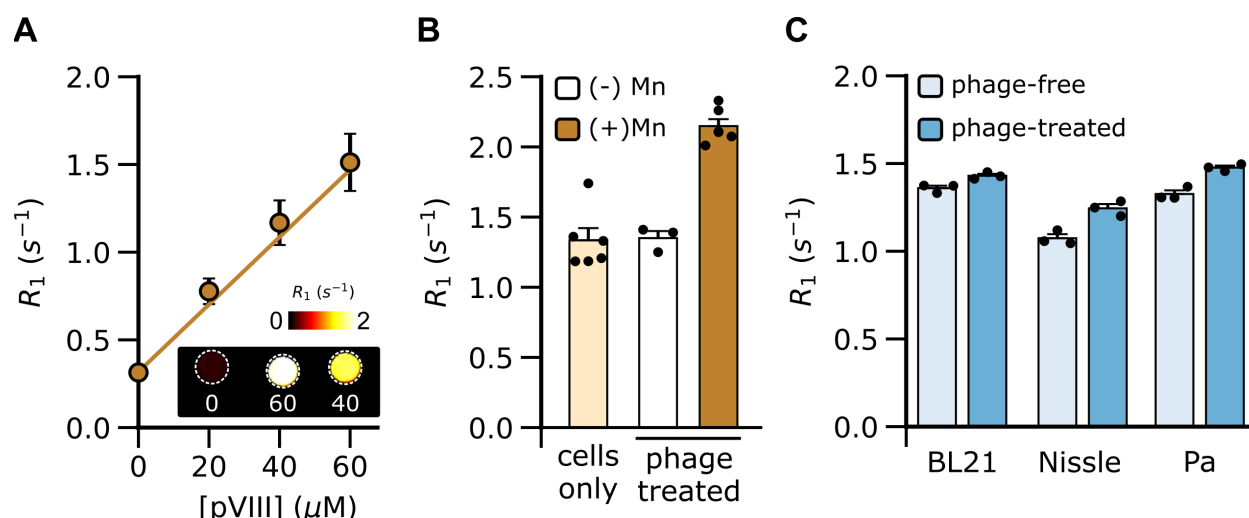 A
R1 (s−1)
2.0
1.5
1.0
0.5
0.0
0 20 40 60
[pVIII] (μM)
R1 (s−1)
0 2
0 60 40
B
R1 (s−1)
2.5
2.0
1.5
1.0
0.5
0.0
(-) Mn
(+)Mn
cells only
phage treated
C
R1 (s−1)
2.0
1.5
1.0
0.5
0.0
phage-free
phage-treated
BL21 Nissle Pa